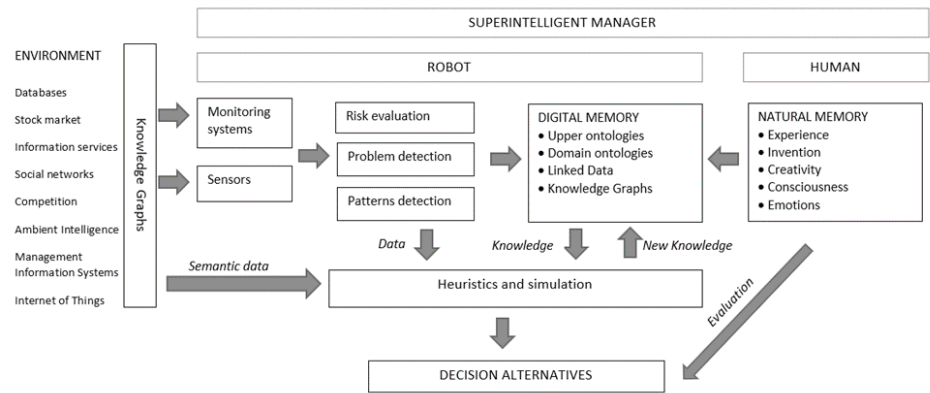 SUPERINTELLIGENT MANAGER
ENVIRONMENT
ROBOT
HUMAN
Databases
Stock market
Information services
Social networks
Competition
Ambient Intelligence
Management
Information Systems
Internet of Things
Knowledge Graphs
Monitoring
systems
Sensors
Risk evaluation
Problem detection
Patterns detection
DIGITAL MEMORY
• Upper ontologies
• Domain ontologies
• Linked Data
• Knowledge Graphs
NATURAL MEMORY
• Experience
• Invention
• Creativity
• Consciousness
• Emotions
Data
Knowledge
New Knowledge
Semantic data
Heuristics and simulation
Evaluation
DECISION ALTERNATIVES